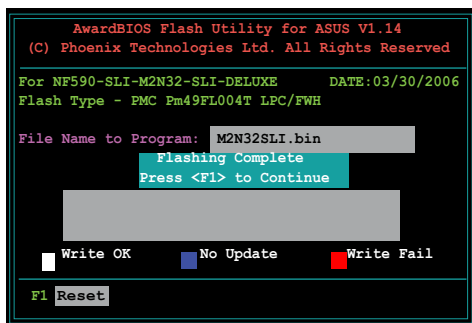 AwardBIOS Flash Utility for ASUS V1.14
(C) Phoenix Technologies Ltd. All Rights Reserved
For NF590-SLI-M2N32-SLI-DELUXE DATE:03/30/2006
Flash Type - PMC Pm49FL004T LPC/FWH
File Name to Program: M2N32SLI.bin
Flashing Complete
Press <F1> to Continue
Write OK No Update Write Fail
F1 Reset